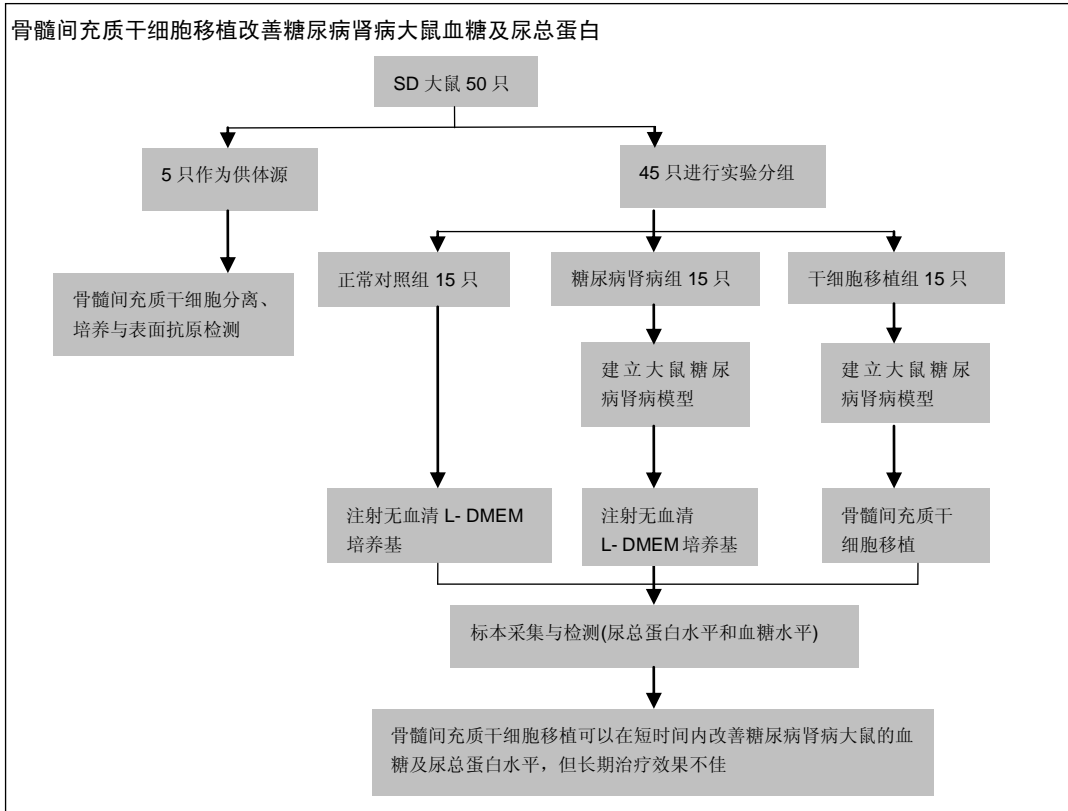 骨髓间充质干细胞移植改善糖尿病肾病大鼠血糖及尿总蛋白
SD 大鼠 50 只
5 只作为供体源
45 只进行实验分组
正常对照组 15 只
糖尿病肾病组 15 只
干细胞移植组 15 只
骨髓间充质干细胞分离、
培养与表面抗原检测
建立大鼠糖尿
病肾病模型
建立大鼠糖尿
病肾病模型
注射无血清 L- DMEM
培养基
注射无血清
L- DMEM 培养基
骨髓间充质干
细胞移植
标本采集与检测(尿总蛋白水平和血糖水平)
骨髓间充质干细胞移植可以在短时间内改善糖尿病肾病大鼠的血
糖及尿总蛋白水平，但长期治疗效果不佳